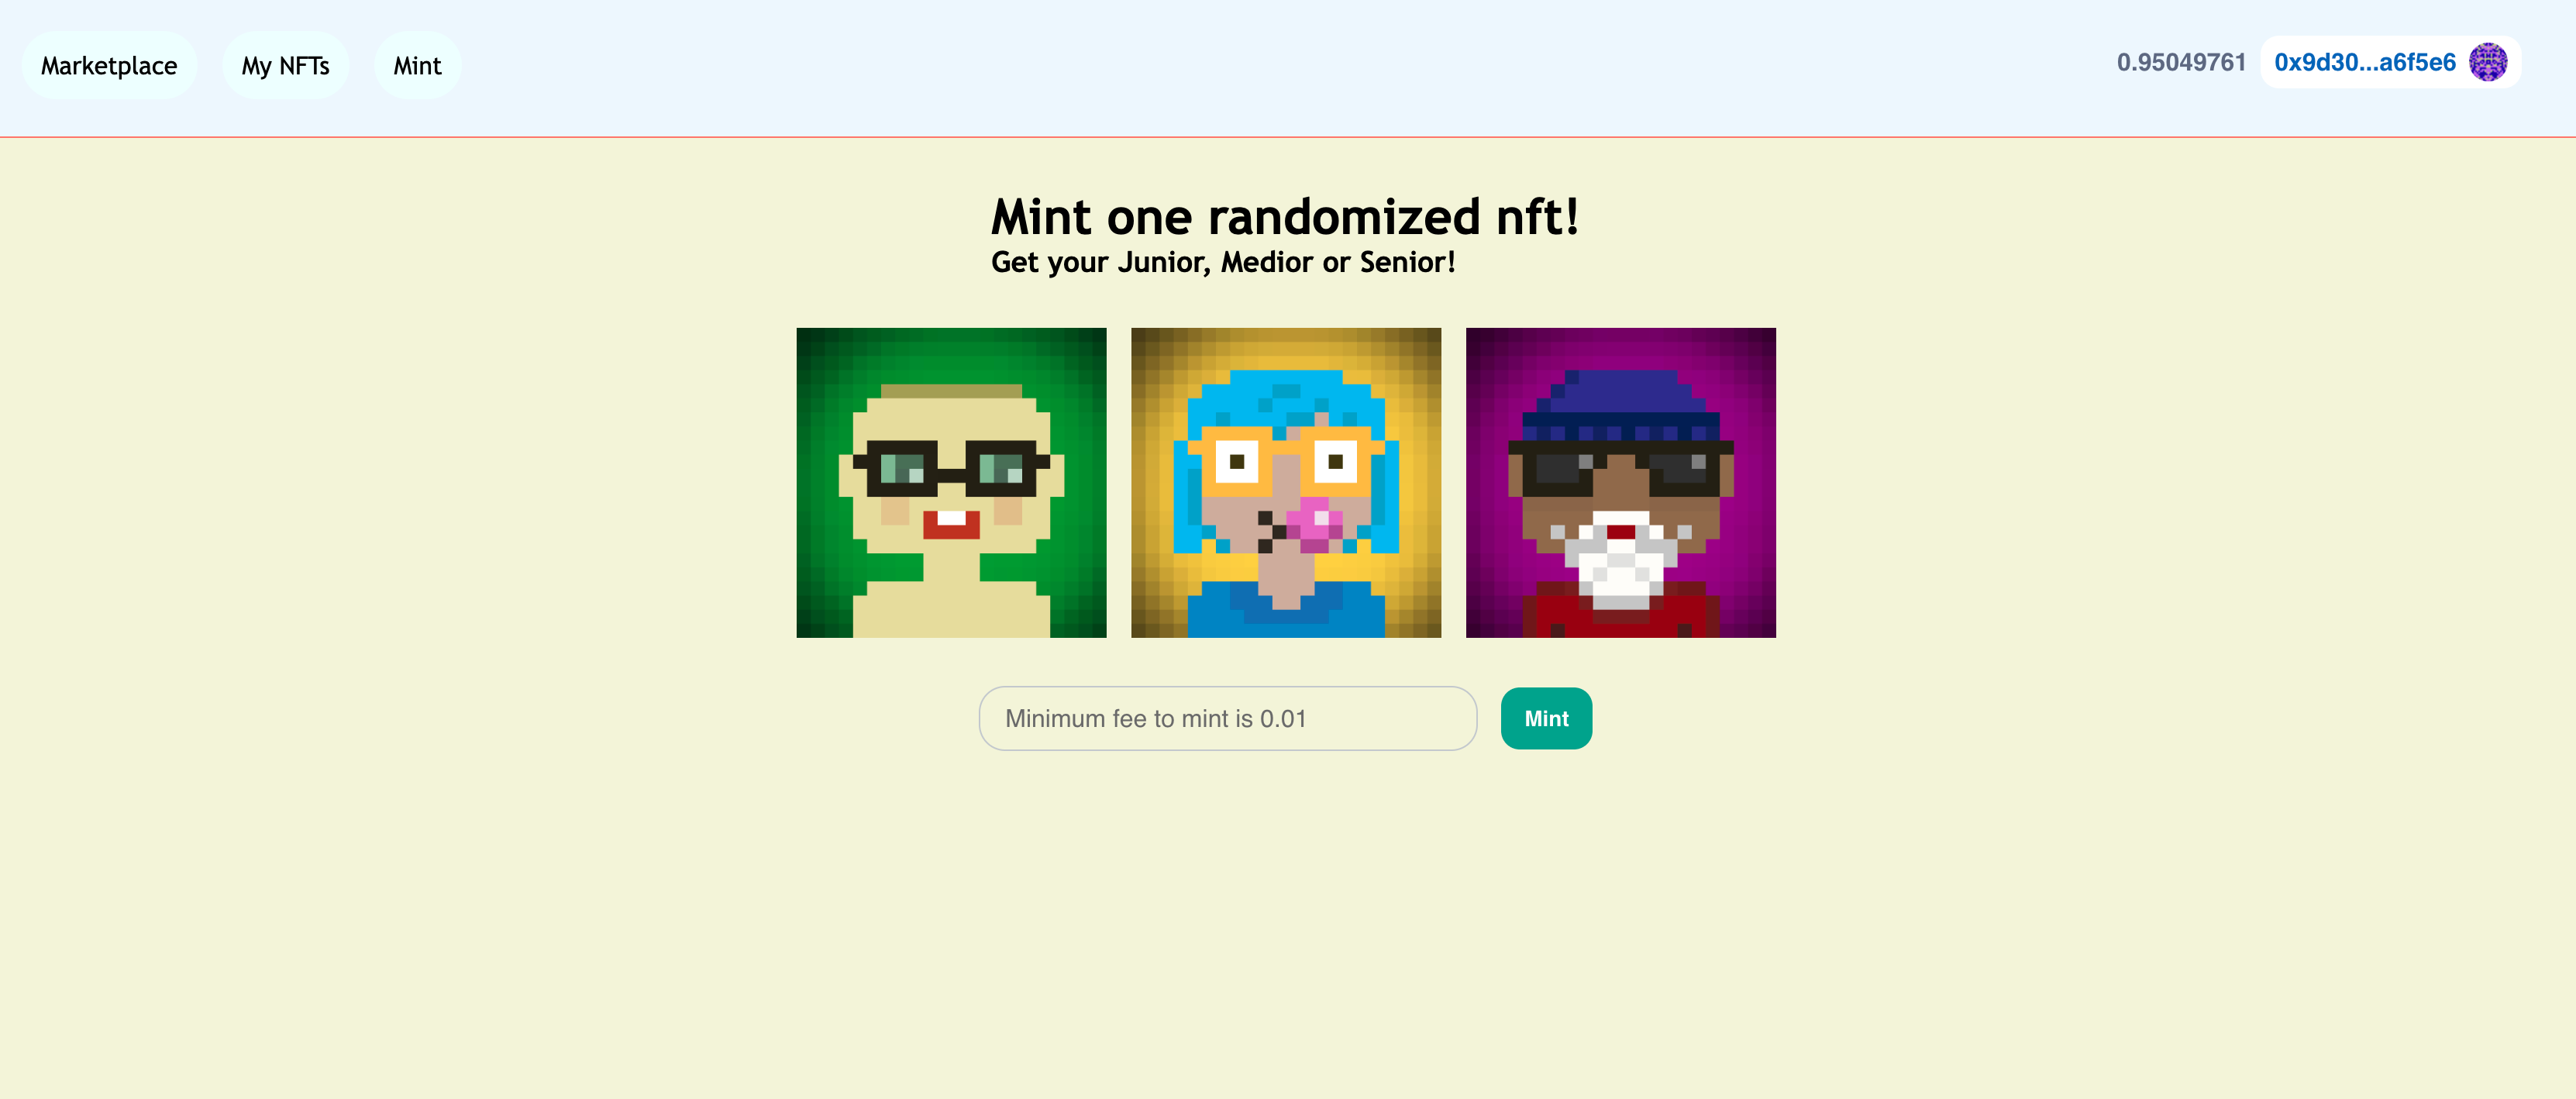 Marketplace
My NFTs
Mint
0.95049761
0x9d30...a6f5e6
Mint one randomized nft!
Get your Junior, Medior or Senior!
Minimum fee to mint is 0.01
Mint